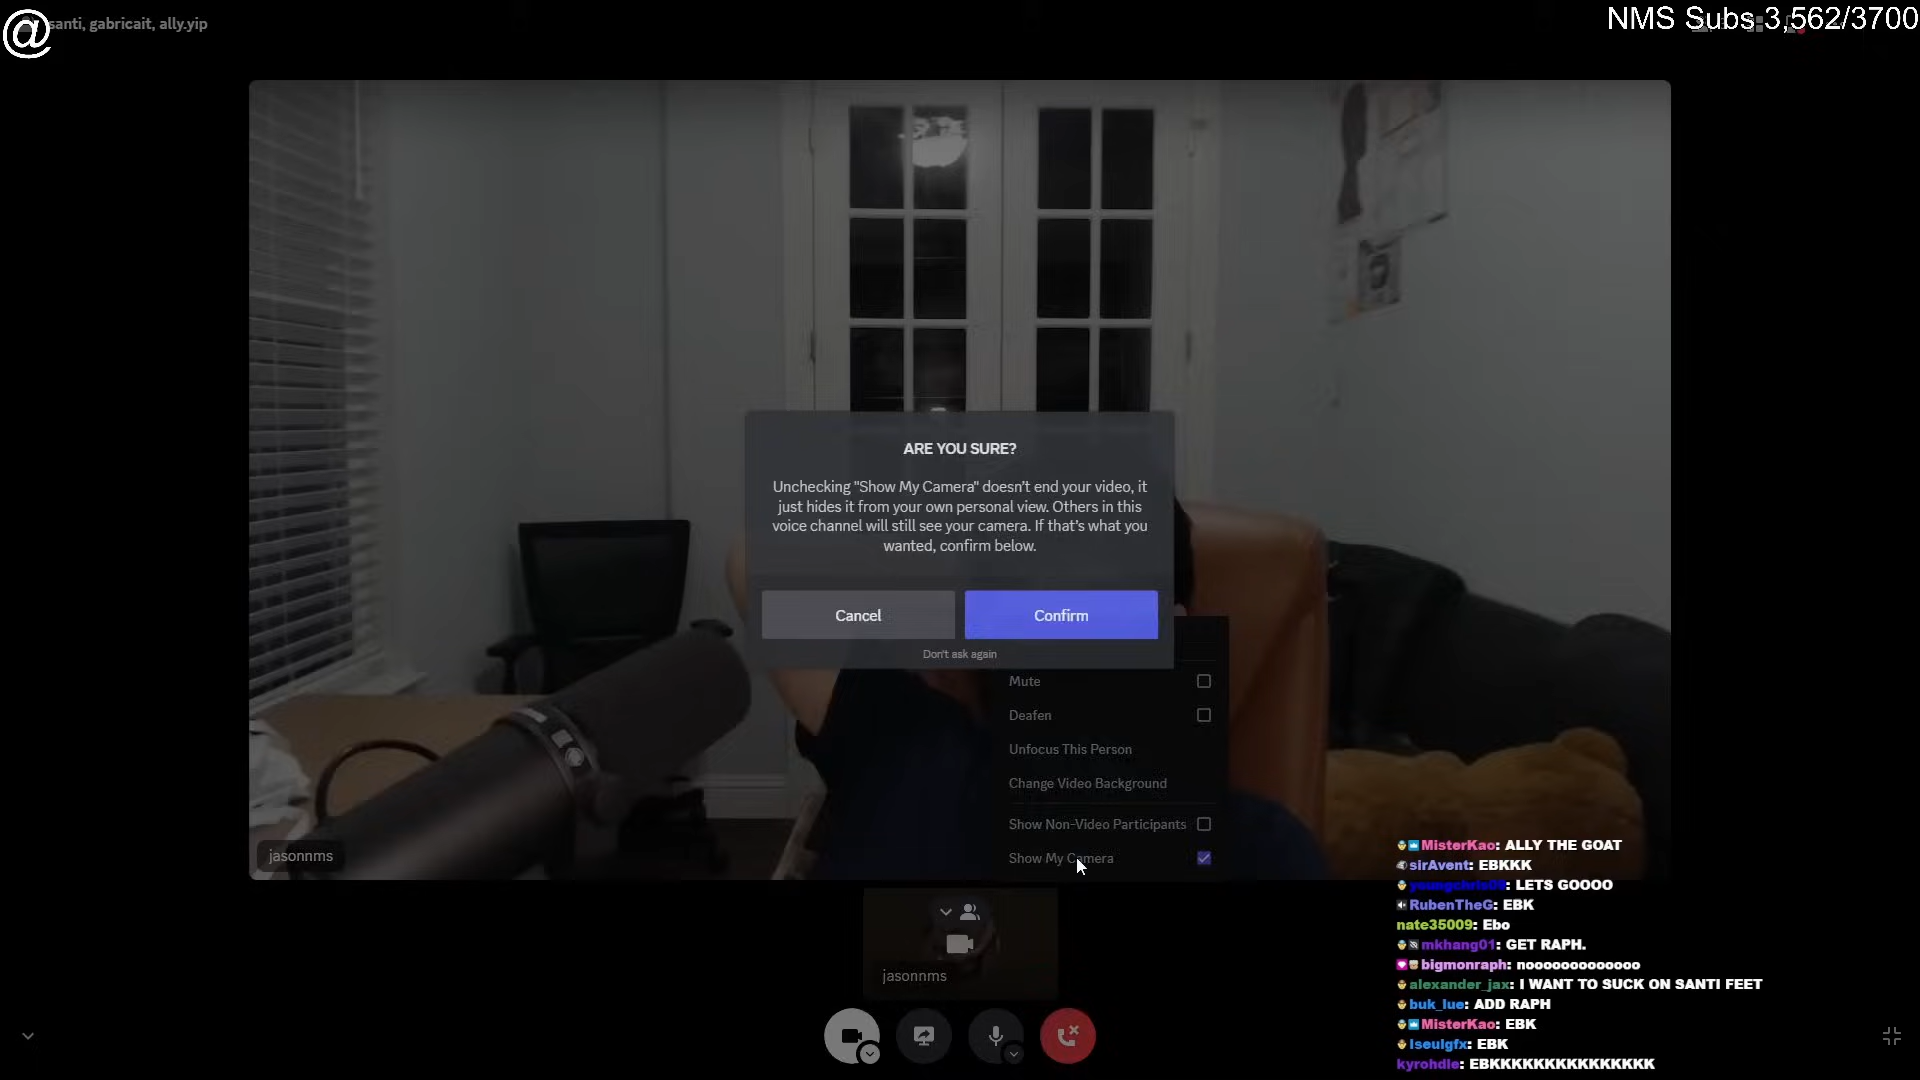 @
santi, gabricait, ally.yip
NMS Subs 3,562/3700
ARE YOU SURE?
Unchecking "Show My Camera" doesn't end your video, it
just hides it from your own personal view. Others in this
voice channel will still see your camera. If that's what you
wanted, confirm below.
Cancel
Confirm
Don't ask again
Mute
Deafen
Unfocus This Person
Change Video Background
Show Non-Video Participants
Show My Camera
jasonnms
jasonnms
MisterKao: ALLY THE GOAT
sirAvent: EBKKK
youngchris09: LETS GOOOO
RubenTheG: EBK
nate35009: Ebo
mkhang01: GET RAPH.
bigmonraph: nooooooooooooo
alexander_jax: I WANT TO SUCK ON SANTI FEET
buk_lue: ADD RAPH
MisterKao: EBK
lseulgfx: EBK
kyrohdle: EBKKKKKKKKKKKKKKKK